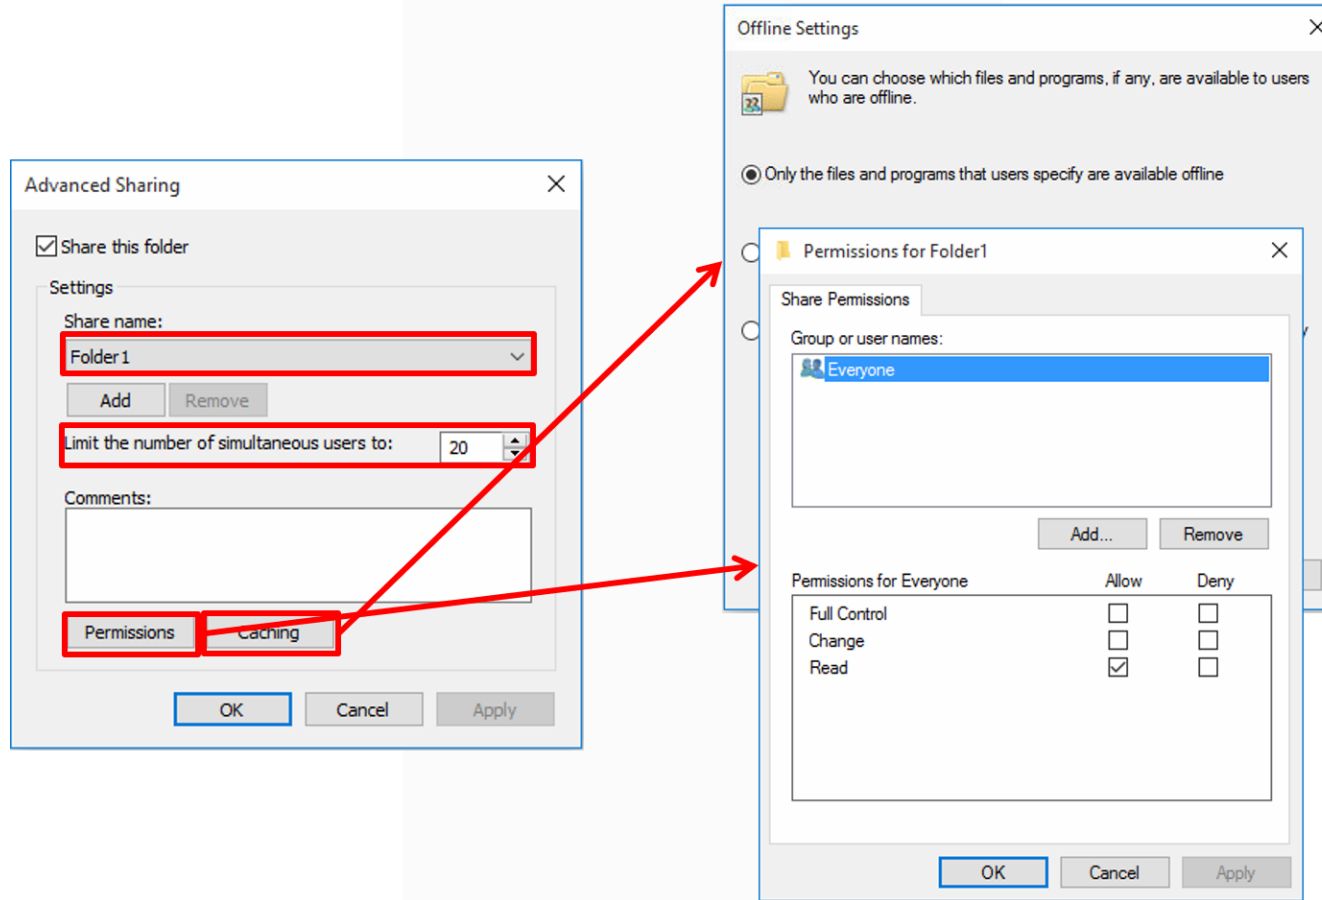 Advanced Sharing
Share this folder
Settings
Share name:
Folder1
Add
Remove
Limit the number of simultaneous users to:
20
Comments:
Permissions
Caching
OK
Cancel
Apply
Offline Settings
You can choose which files and programs, if any, are available to users
who are offline.
Only the files and programs that users specify are available offline
Permissions for Folder1
Share Permissions
Group or user names:
Everyone
Add...
Remove
Permissions for Everyone
Allow
Deny
Full Control
Change
Read
OK
Cancel
Apply